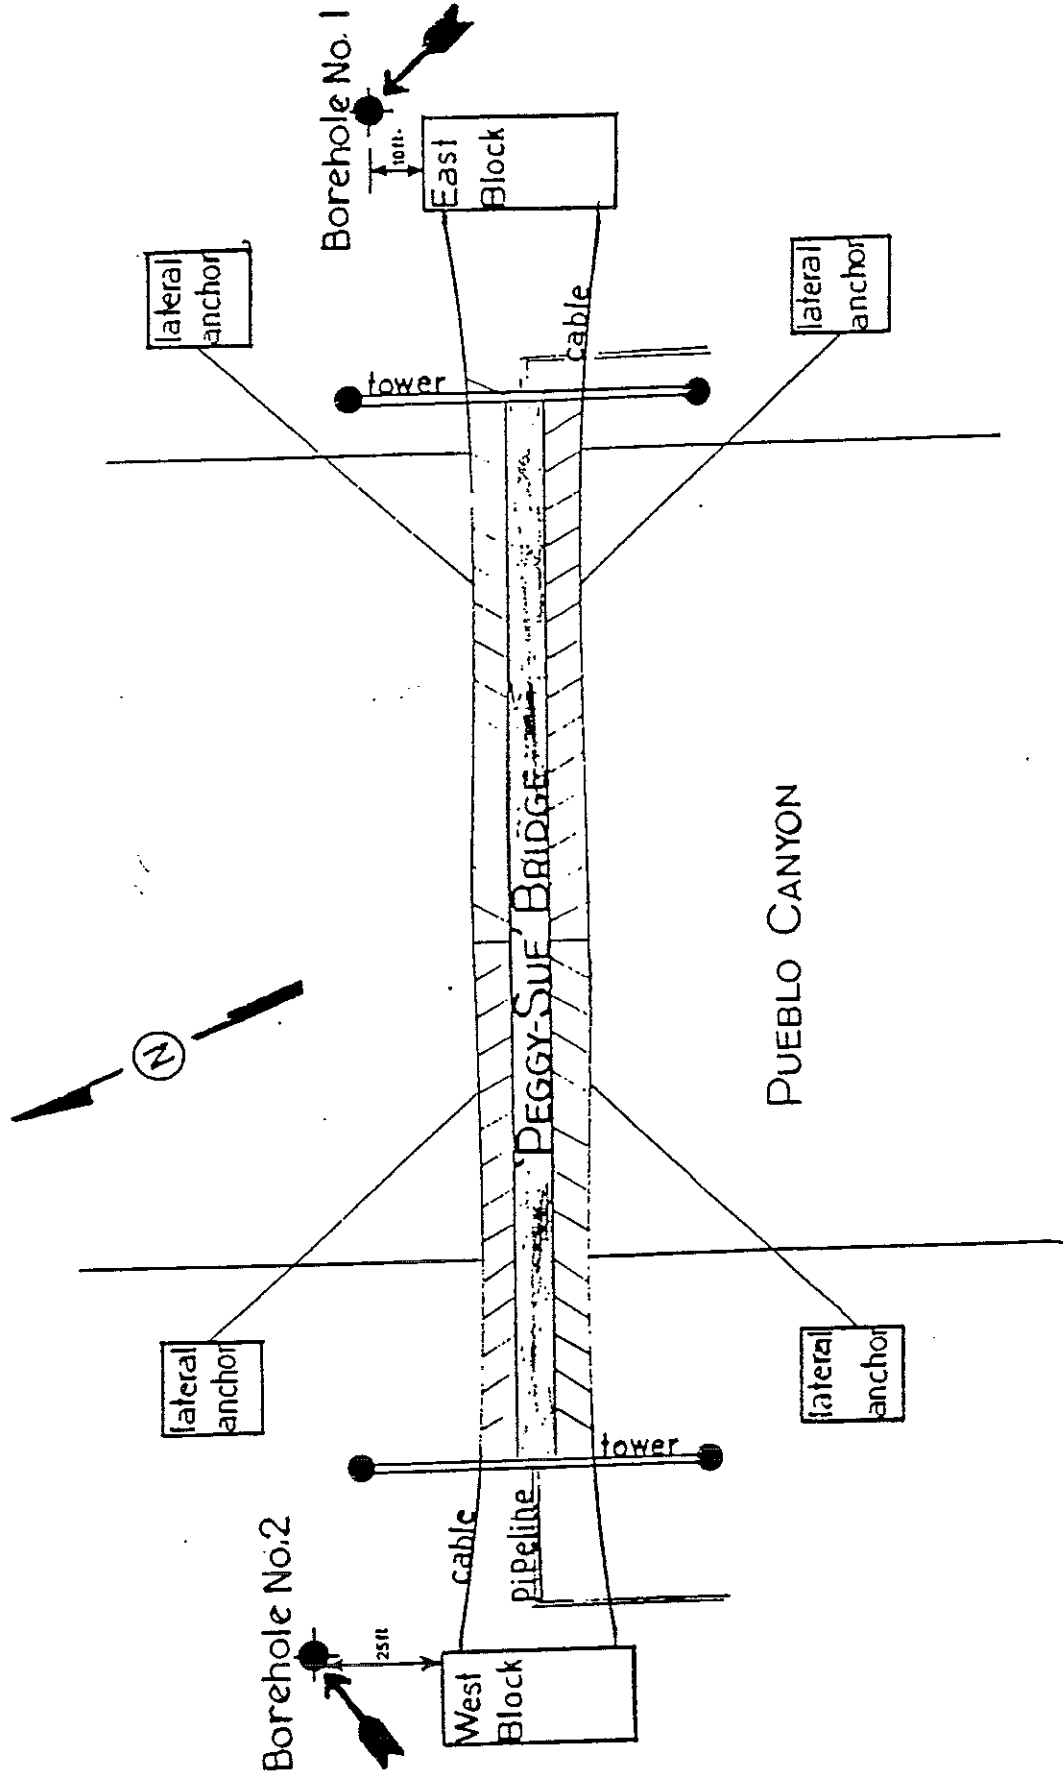 Borehole No.2
25ft
West
Block
cable
pipeline
tower
lateral
anchor
lateral
anchor
N
'PEGGY-SUE' BRIDGE
PUEBLO CANYON
lateral
anchor
lateral
anchor
tower
cable
Borehole No. 1
10ft.
East
Block